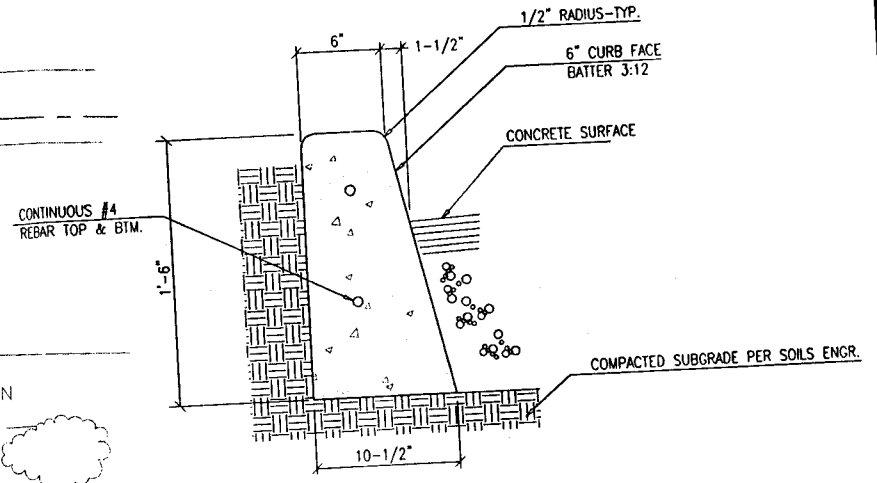 1/2" RADIUS-TYP.
6"
1-1/2"
6" CURB FACE
BATTER 3:12
CONCRETE SURFACE
CONTINUOUS #4
REBAR TOP & BTM.
1'-6"
COMPACTED SUBGRADE PER SOILS ENGR.
N
10-1/2"